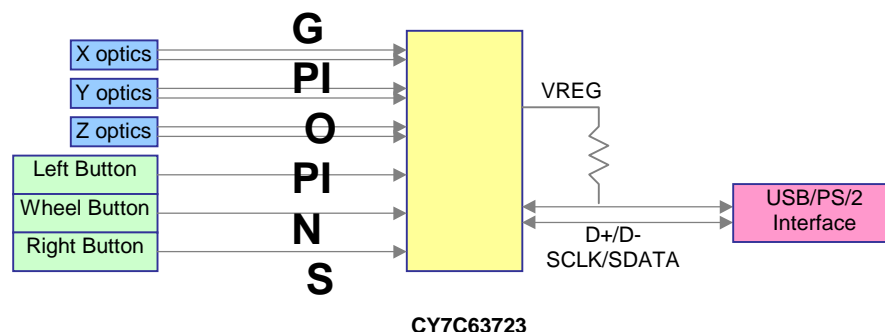 G
PI
O
PI
N
S
X optics
Y optics
Z optics
Left Button
Wheel Button
Right Button
VREG
D+/D-
SCLK/SDATA
USB/PS/2
Interface
CY7C63723